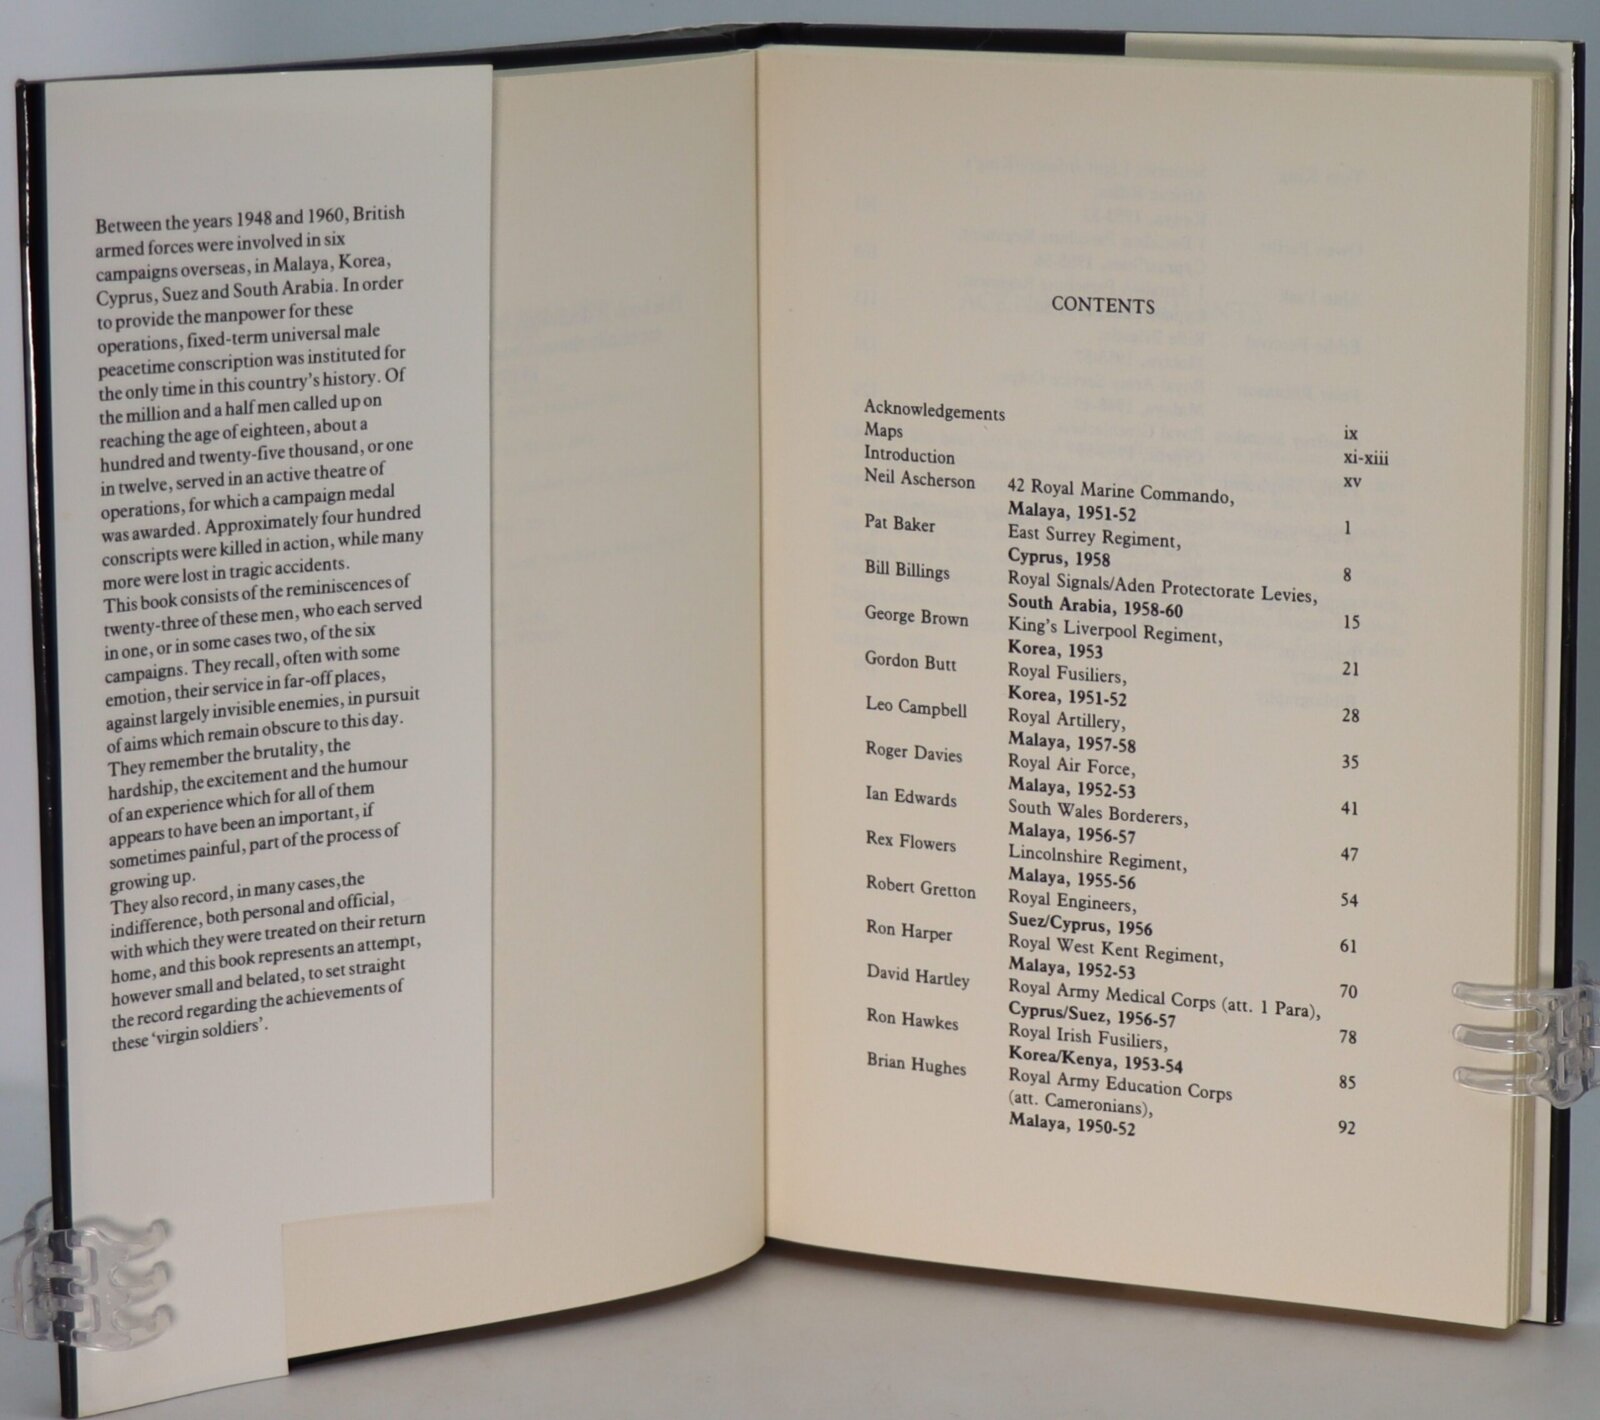 Between the years 1948 and 1960, British
armed forces were involved in six
campaigns overseas, in Malaya, Korea,
Cyprus, Suez and South Arabia. In order
to provide the manpower for these
operations, fixed-term universal male
peacetime conscription was instituted for
the only time in this country's history. Of
the million and a half men called up on
reaching the age of eighteen, about a
hundred and twenty-five thousand, or one
in twelve, served in an active theatre of
operations, for which a campaign medal
was awarded. Approximately four hundred
conscripts were killed in action, while many
more were lost in tragic accidents.
This book consists of the reminiscences of
twenty-three of these men, who each served
in one, or in some cases two, of the six
campaigns. They recall, often with some
emotion, their service in far-off places,
against largely invisible enemies, in pursuit
of aims which remain obscure to this day.
They remember the brutality, the
hardship, the excitement and the humour
of an experience which for all of them
appears to have been an important, if
sometimes painful, part of the process of
growing up.
They also record, in many cases, the
indifference, both personal and official,
with which they were treated on their return
home, and this book represents an attempt,
however small and belated, to set straight
the record regarding the achievements of
these 'virgin soldiers'.
CONTENTS
Acknowledgements ix
Maps xi-xiii
Introduction xv
Neil Ascherson 42 Royal Marine Commando,
Malaya, 1951-52 1
Pat Baker East Surrey Regiment,
Cyprus, 1958 8
Bill Billings Royal Signals/Aden Protectorate Levies,
South Arabia, 1958-60 15
George Brown King's Liverpool Regiment,
Korea, 1953 21
Gordon Butt Royal Fusiliers,
Korea, 1951-52 28
Leo Campbell Royal Artillery,
Malaya, 1957-58 35
Roger Davies Royal Air Force,
Malaya, 1952-53 41
Ian Edwards South Wales Borderers,
Malaya, 1956-57 47
Rex Flowers Lincolnshire Regiment,
Malaya, 1955-56 54
Robert Gretton Royal Engineers,
Suez/Cyprus, 1956 61
Ron Harper Royal West Kent Regiment,
Malaya, 1952-53 70
David Hartley Royal Army Medical Corps (att. 1 Para),
Cyprus/Suez, 1956-57 78
Ron Hawkes Royal Irish Fusiliers,
Korea/Kenya, 1953-54 85
Brian Hughes Royal Army Education Corps
(att. Cameronians),
Malaya, 1950-52 92